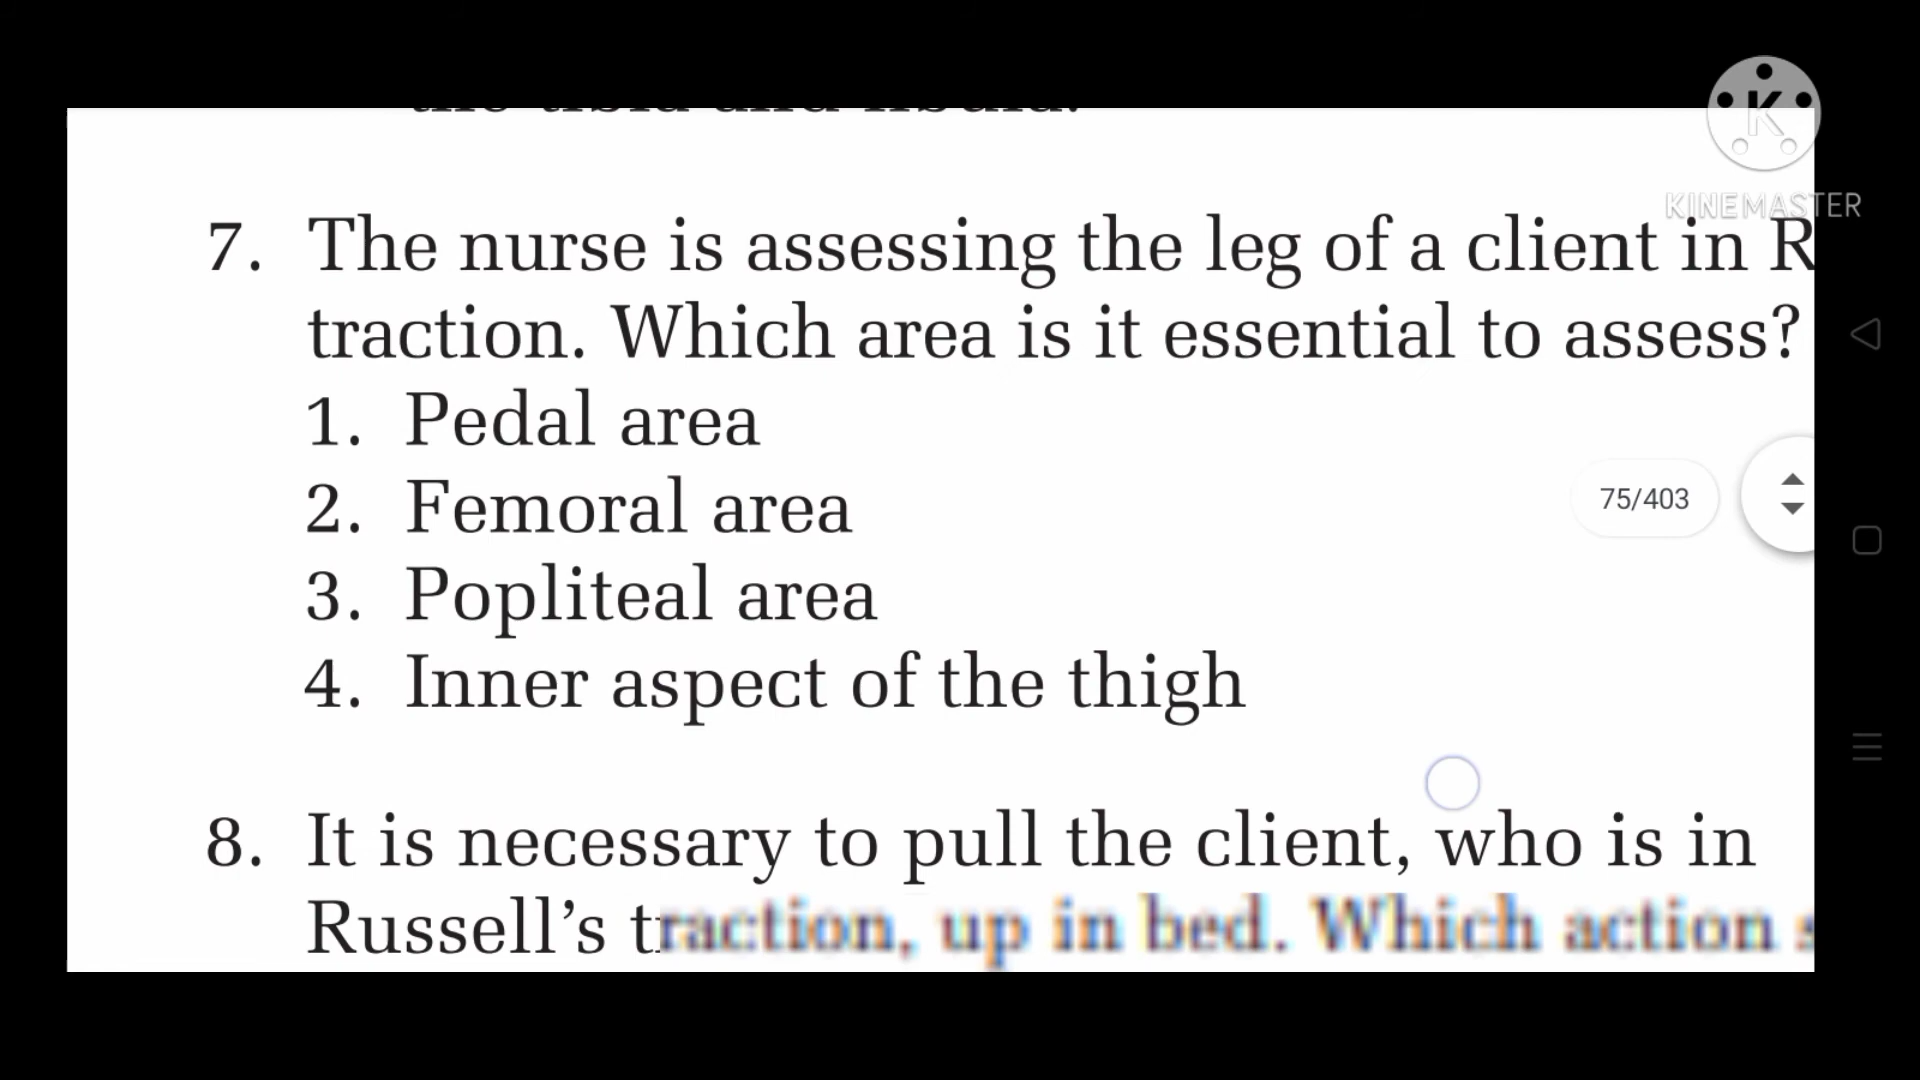 KINEMASTER
7. The nurse is assessing the leg of a client in R
traction. Which area is it essential to assess?
1. Pedal area
2. Femoral area
75/403
3. Popliteal area
4. Inner aspect of the thigh
8. It is necessary to pull the client, who is in
Russell’s traction, up in bed. Which action